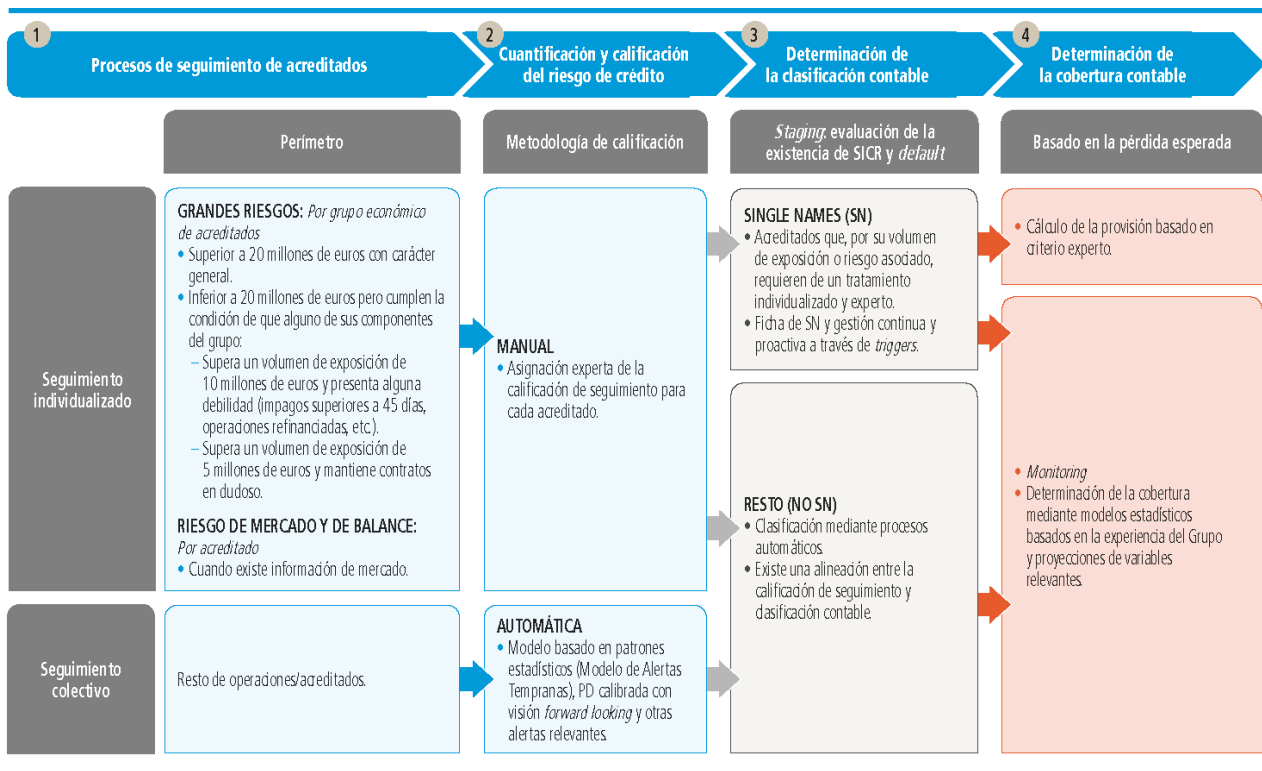 1
Procesos de seguimiento de acreditados
2
Cuantificación y calificación
del riesgo de crédito
3
Determinación de
la clasificación contable
4
Determinación de
la cobertura contable
Perímetro
Metodología de calificación
Staging: evaluación de la
existencia de SICR y default
Basado en la pérdida esperada
Seguimiento
individualizado
GRANDES RIESGOS: Por grupo económico
de acreditados
• Superior a 20 millones de euros con carácter
general.
• Inferior a 20 millones de euros pero cumplen la
condición de que alguno de sus componentes
del grupo:
– Supera un volumen de exposición de
10 millones de euros y presenta alguna
debilidad (impagos superiores a 45 días,
operaciones refinanciadas, etc.).
– Supera un volumen de exposición de
5 millones de euros y mantiene contratos
en dudoso.
RIESGO DE MERCADO Y DE BALANCE:
Por acreditado
• Cuando existe información de mercado.
MANUAL
• Asignación experta de la
calificación de seguimiento para
cada acreditado.
SINGLE NAMES (SN)
• Acreditados que, por su volumen
de exposición o riesgo asociado,
requieren de un tratamiento
individualizado y experto.
• Ficha de SN y gestión continua y
proactiva a través de triggers.
• Cálculo de la provisión basado en
criterio experto.
RESTO (NO SN)
• Clasificación mediante procesos
automáticos.
• Existe una alineación entre la
calificación de seguimiento y
clasificación contable.
• Monitoring
• Determinación de la cobertura
mediante modelos estadísticos
basados en la experiencia del Grupo
y proyecciones de variables
relevantes.
Seguimiento
colectivo
Resto de operaciones/acreditados.
AUTOMÁTICA
• Modelo basado en patrones
estadísticos (Modelo de Alertas
Tempranas), PD calibrada con
visión forward looking y otras
alertas relevantes.